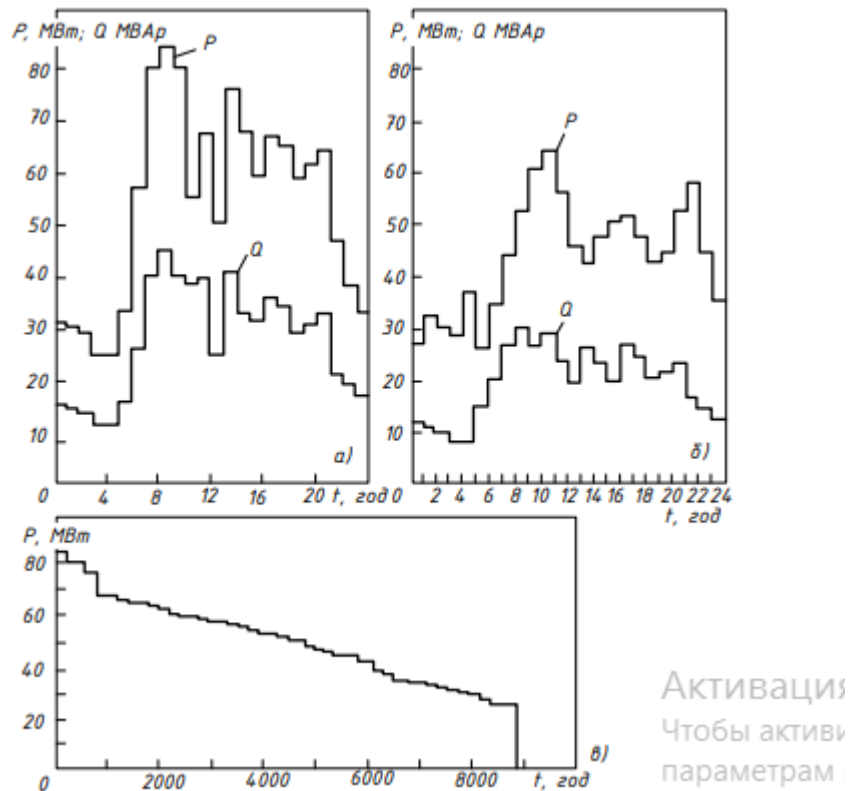 P, МВт; Q МВАр
80
70
60
50
40
30
20
10
P
Q
а)
0 4 8 12 16 20 t, год
P, МВт; Q МВАр
80
70
60
50
40
30
20
10
P
Q
б)
0 2 4 6 8 10 12 14 16 18 20 22 24
t, год
P, МВт
80
60
40
20
в)
0 2000 4000 6000 8000 t, год
Активация
Чтобы активи
параметрам